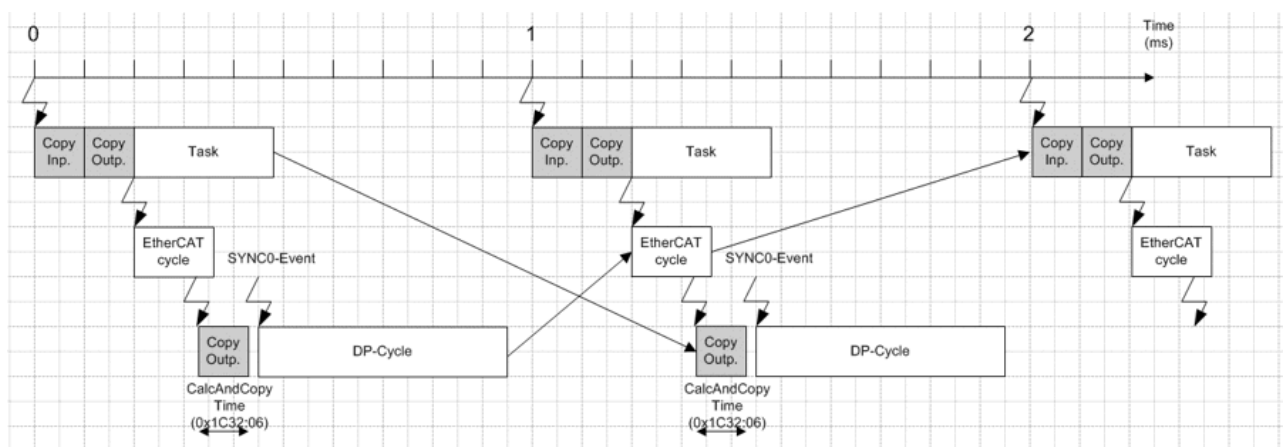 0
1
2
Time
(ms)
Copy
Inp.
Copy
Outp.
Task
Copy
Inp.
Copy
Outp.
Task
Copy
Inp.
Copy
Outp.
Task
EtherCAT
cycle
SYNC0-Event
EtherCAT
cycle
SYNC0-Event
EtherCAT
cycle
Copy
Outp.
DP-Cycle
Copy
Outp.
DP-Cycle
CalcAndCopy
Time
(0x1C32:06)
CalcAndCopy
Time
(0x1C32:06)